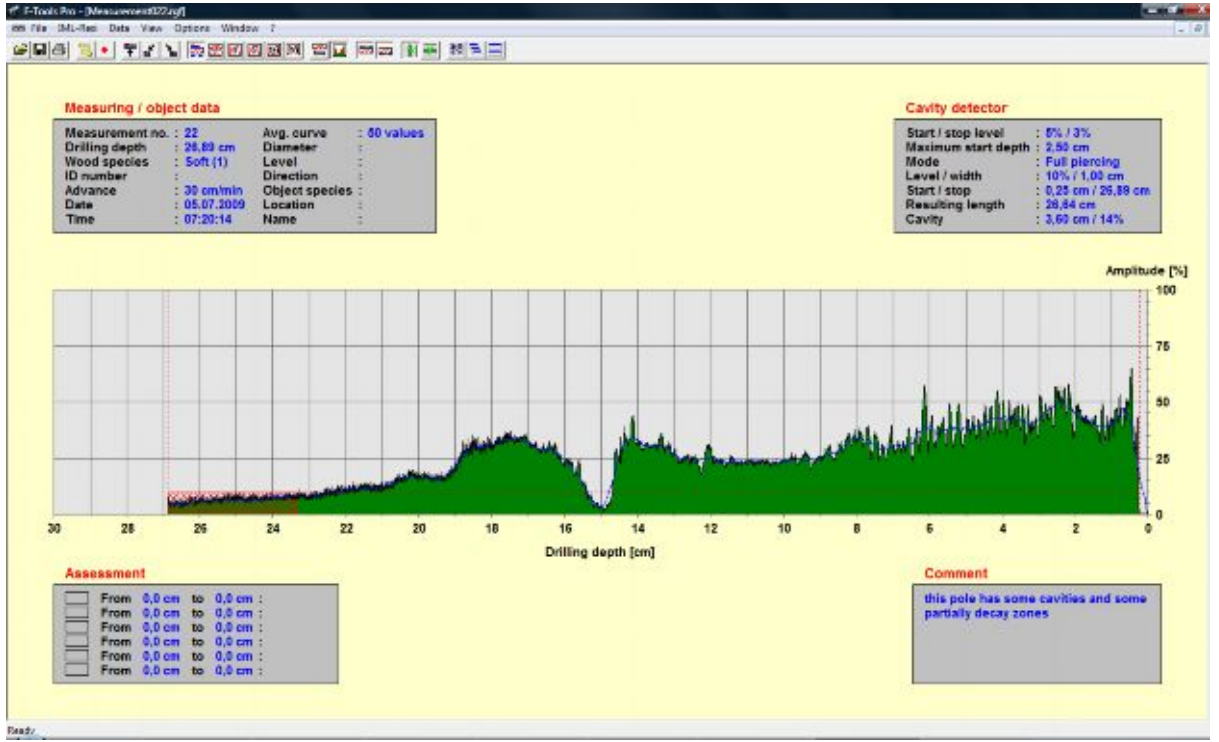 F-Tools Pro - [Measurement022.rgf]
File IML-Resi Data View Options Window ?
Measuring / object data
Measurement no. : 22 Avg. curve : 50 values
Drilling depth : 26,89 cm Diameter :
Wood species : Soft (1) Level :
ID number : Direction :
Advance : 30 cm/min Object species :
Date : 05.07.2009 Location :
Time : 07:20:14 Name :
Cavity detector
Start / stop level : 5% / 3%
Maximum start depth : 2,50 cm
Mode : Full piercing
Level / width : 10% / 1,00 cm
Start / stop : 0,25 cm / 26,89 cm
Resulting length : 26,64 cm
Cavity : 3,60 cm / 14%
Amplitude [%]
100
75
50
25
0
30 28 26 24 22 20 18 16 14 12 10 8 6 4 2 0
Drilling depth [cm]
Assessment
From 0,0 cm to 0,0 cm :
From 0,0 cm to 0,0 cm :
From 0,0 cm to 0,0 cm :
From 0,0 cm to 0,0 cm :
From 0,0 cm to 0,0 cm :
From 0,0 cm to 0,0 cm :
Comment
this pole has some cavities and some
partially decay zones
Ready